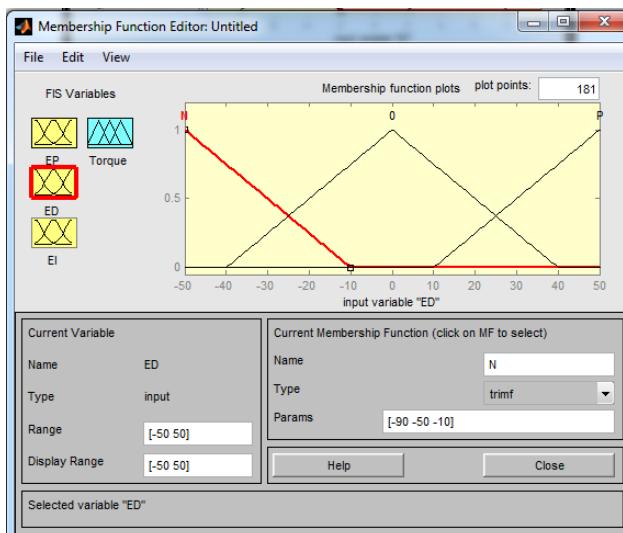 Membership Function Editor: Untitled
File Edit View
FIS Variables
EP
Torque
ED
EI
Membership function plots
plot points:
181
N 0 P
1
0.5
0
-50 -40 -30 -20 -10 0 10 20 30 40 50
input variable "ED"
Current Variable
Name ED
Type input
Range [-50 50]
Display Range [-50 50]
Current Membership Function (click on MF to select)
Name N
Type trimf
Params [-90 -50 -10]
Help
Close
Selected variable "ED"